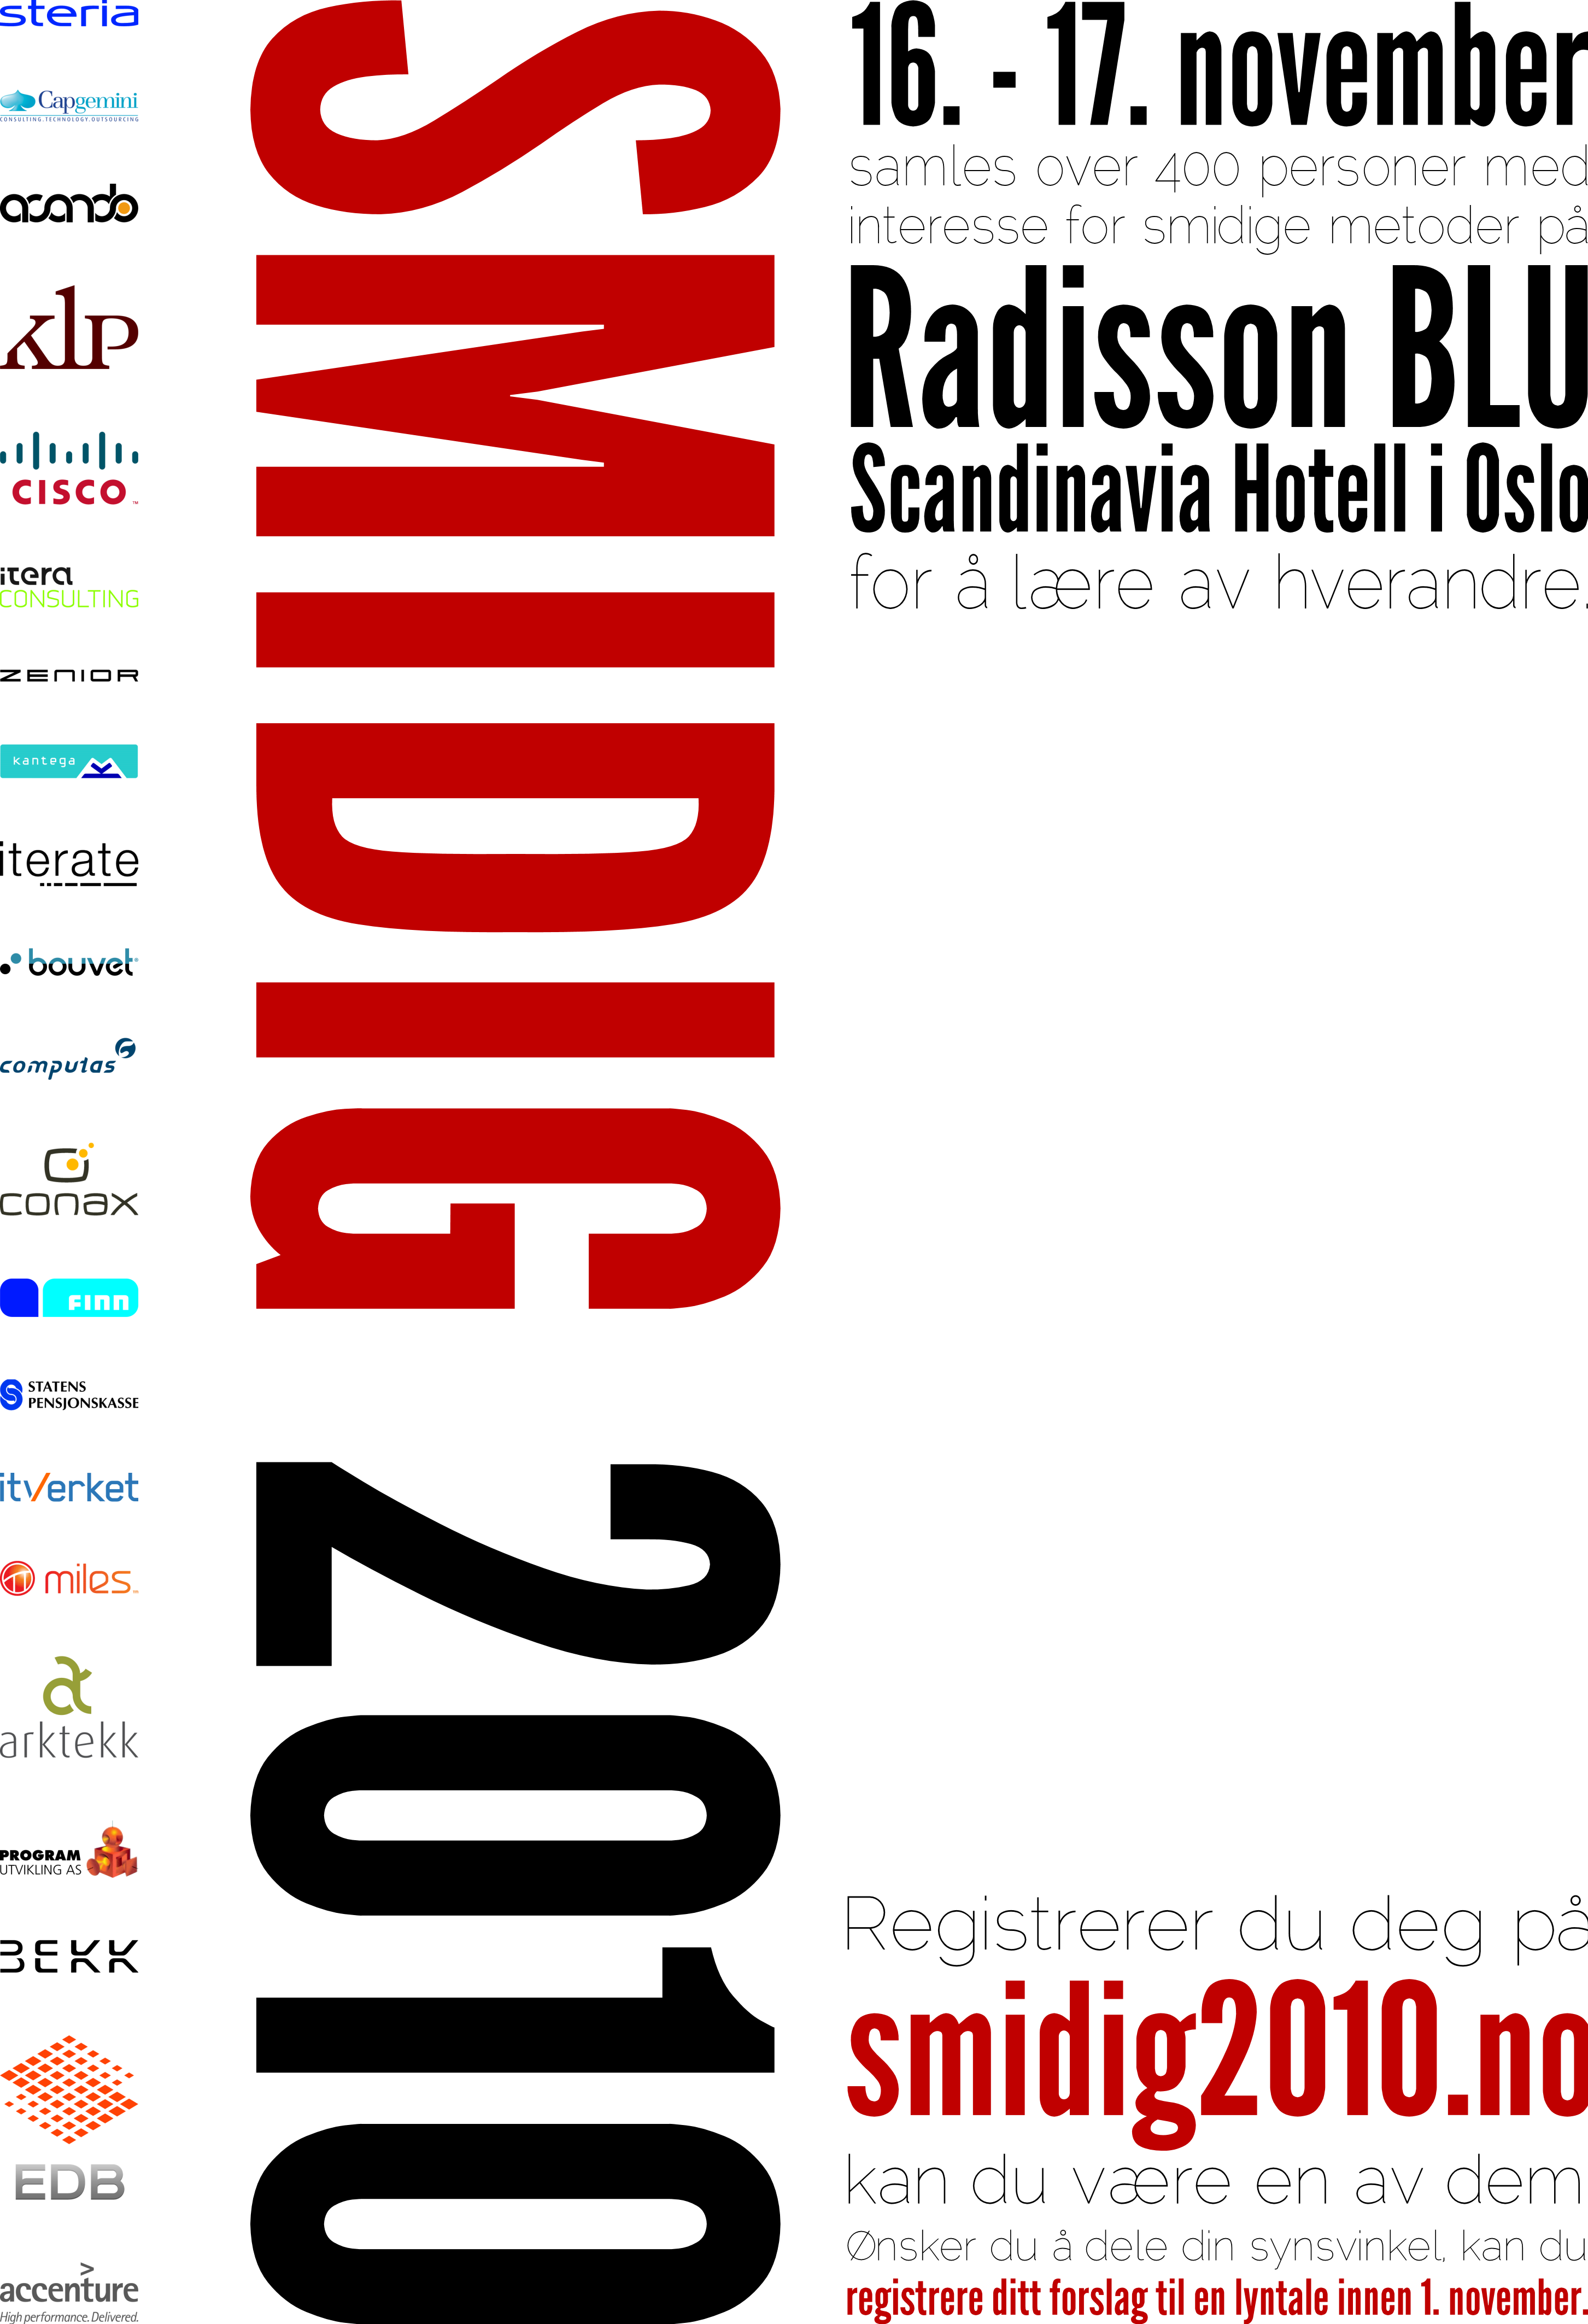 steria
Capgemini
CONSULTING.TECHNOLOGY.OUTSOURCING
acando
klp
CISCO
TM
itera
CONSULTING
ZENIOR
kantega
iterate
bouvet
computas
conax
FINN
STATENS
PENSJONSKASSE
itverket
miles
arktekk
PROGRAM
UTVIKLING AS
BEKK
EDB
accenture
High performance. Delivered.
SMIDIG 2010
16. - 17. november
samles over 400 personer med
interesse for smidige metoder på
Radisson BLU
Scandinavia Hotell i Oslo
for å lære av hverandre.
Registrerer du deg på
smidig2010.no
kan du være en av dem
Ønsker du å dele din synsvinkel, kan du
registrere ditt forslag til en lyntale innen 1. november.